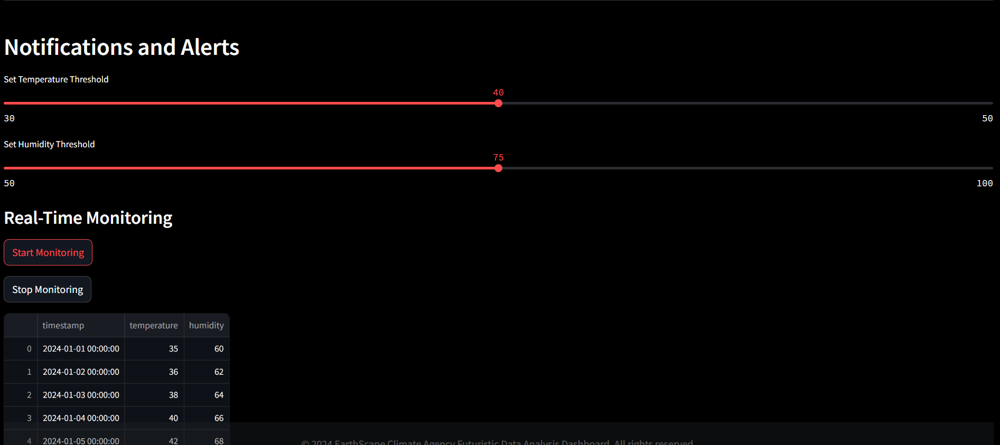 Notifications and Alerts
Set Temperature Threshold
40
30 50
Set Humidity Threshold
75
50 100
Real-Time Monitoring
Start Monitoring
Stop Monitoring
timestamp temperature humidity
0 2024-01-01 00:00:00 35 60
1 2024-01-02 00:00:00 36 62
2 2024-01-03 00:00:00 38 64
3 2024-01-04 00:00:00 40 66
4 2024-01-05 00:00:00 42 68
© 2024 EarthScape Climate Agency Futuristic Data Analysis Dashboard. All rights reserved.